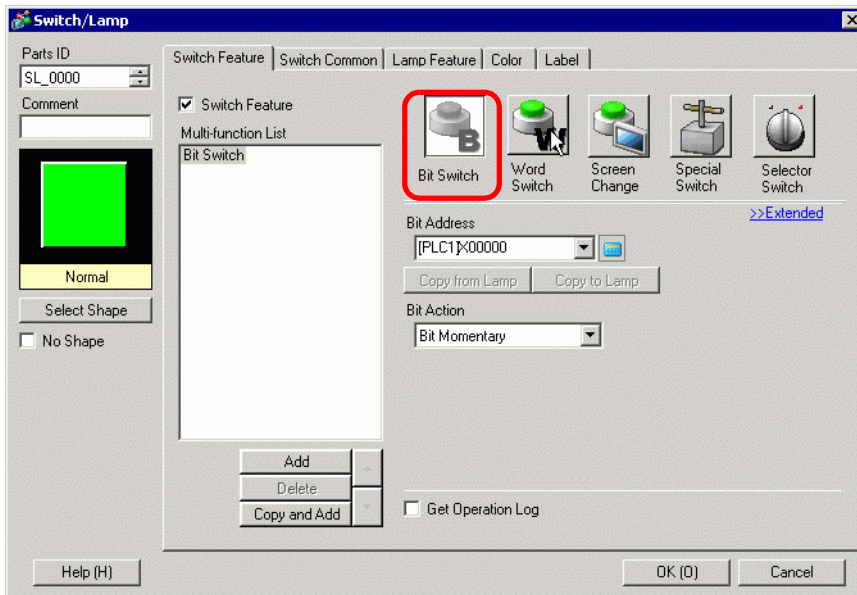 Switch/Lamp
Parts ID
SL_0000
Comment
Normal
Select Shape
No Shape
Help (H)
Switch Feature
Switch Common
Lamp Feature
Color
Label
Switch Feature
Multi-function List
Bit Switch
Add
Delete
Copy and Add
B
Bit Switch
W
Word
Switch
Screen
Change
Special
Switch
Selector
Switch
>>Extended
Bit Address
[PLC1]X00000
Copy from Lamp
Copy to Lamp
Bit Action
Bit Momentary
Get Operation Log
OK (O)
Cancel